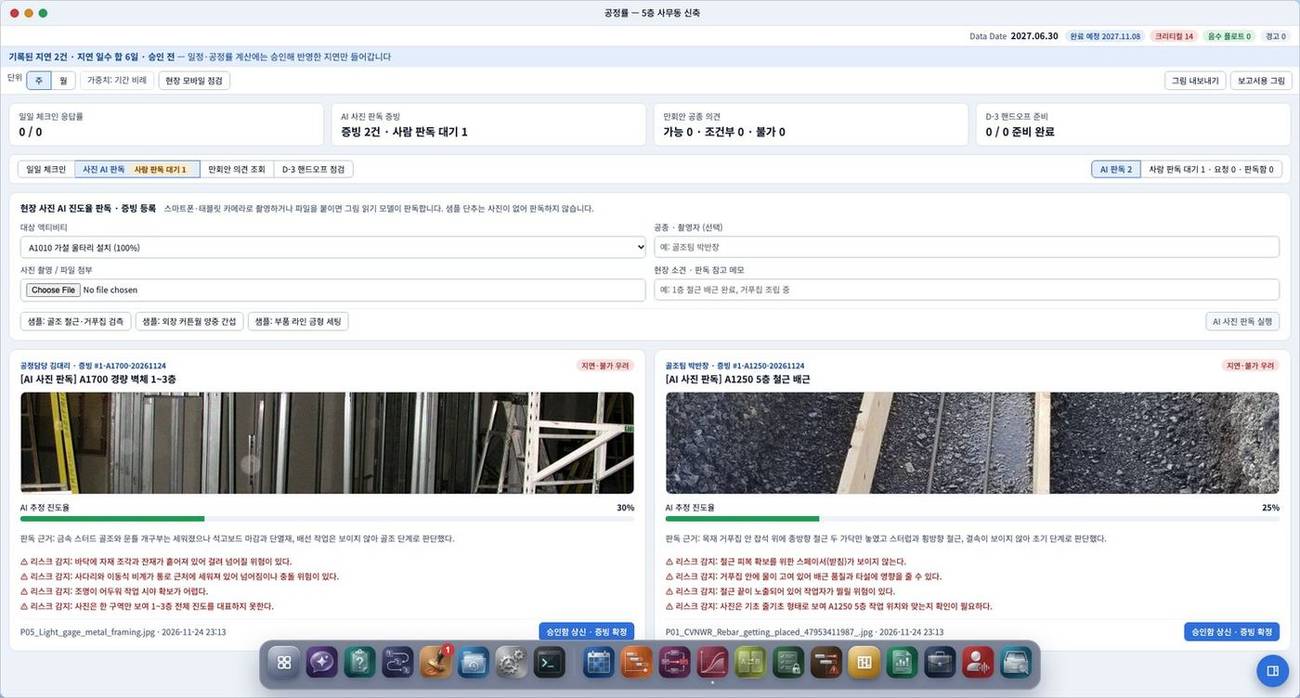 공정률 — 5층 사무동 신축
Data Date 2027.06.30 완료 예정 2027.11.08 크리티컬 14 음수 플로트 0 경고 0
기록된 지연 2건 · 지연 일수 합 6일 · 승인 전 — 일정·공정률 계산에는 승인해 반영한 지연만 들어갑니다
단위 주 월 가중치: 기간 비례 현장 모바일 점검 그림 내보내기 보고서용 그림
일일 체크인 응답률
0 / 0
AI 사진 판독 증빙
증빙 2건 · 사람 판독 대기 1
만회안 공종 의견
가능 0 · 조건부 0 · 불가 0
D-3 핸드오프 준비
0 / 0 준비 완료
일일 체크인 사진 AI 판독 사람 판독 대기 1 만회안 의견 조회 D-3 핸드오프 점검 AI 판독 2 사람 판독 대기 1 · 요청 0 · 판독함 0
현장 사진 AI 진도율 판독 · 증빙 등록 스마트폰·태블릿 카메라로 촬영하거나 파일을 붙이면 그림 읽기 모델이 판독합니다. 샘플 단추는 사진이 없어 판독하지 않습니다.
대상 액티비티
A1010 가설 울타리 설치 (100%)
공종 · 촬영자 (선택)
예: 골조팀 박반장
사진 촬영 / 파일 첨부
Choose File No file chosen
현장 소견 · 판독 참고 메모
예: 1층 철근 배근 완료, 거푸집 조립 중
샘플: 골조 철근·거푸집 검측 샘플: 외장 커튼월 양중 간섭 샘플: 부품 라인 금형 세팅 AI 사진 판독 실행
공정담당 김대리 · 증빙 #1-A1700-20261124 지연·불가 우려
[AI 사진 판독] A1700 경량 벽체 1~3층
AI 추정 진도율 30%
판독 근거: 금속 스터드 골조와 문틀 개구부는 세워졌으나 석고보드 마감과 단열재, 배선 작업은 보이지 않아 골조 단계로 판단했다.
⚠ 리스크 감지: 바닥에 자재 조각과 잔재가 흩어져 있어 걸려 넘어질 위험이 있다.
⚠ 리스크 감지: 사다리와 이동식 비계가 통로 근처에 세워져 있어 넘어짐이나 충돌 위험이 있다.
⚠ 리스크 감지: 조명이 어두워 작업 시야 확보가 어렵다.
⚠ 리스크 감지: 사진은 한 구역만 보여 1~3층 전체 진도를 대표하지 못한다.
P05_Light_gage_metal_framing.jpg · 2026-11-24 23:13 승인함 상신 · 증빙 확정
골조팀 박반장 · 증빙 #1-A1250-20261124 지연·불가 우려
[AI 사진 판독] A1250 5층 철근 배근
AI 추정 진도율 25%
판독 근거: 목재 거푸집 안 잡석 위에 종방향 철근 두 가닥만 놓였고 스터럽과 횡방향 철근, 결속이 보이지 않아 초기 단계로 판단했다.
⚠ 리스크 감지: 철근 피복 확보를 위한 스페이서(받침)가 보이지 않는다.
⚠ 리스크 감지: 거푸집 안에 물이 고여 있어 배근 품질과 타설에 영향을 줄 수 있다.
⚠ 리스크 감지: 철근 끝이 노출되어 있어 작업자가 찔릴 위험이 있다.
⚠ 리스크 감지: 사진은 기초 줄기초 형태로 보여 A1250 5층 작업 위치와 맞는지 확인이 필요하다.
P01_CVNWR_Rebar_getting_placed_47953411987_.jpg · 2026-11-24 23:13 승인함 상신 · 증빙 확정
1